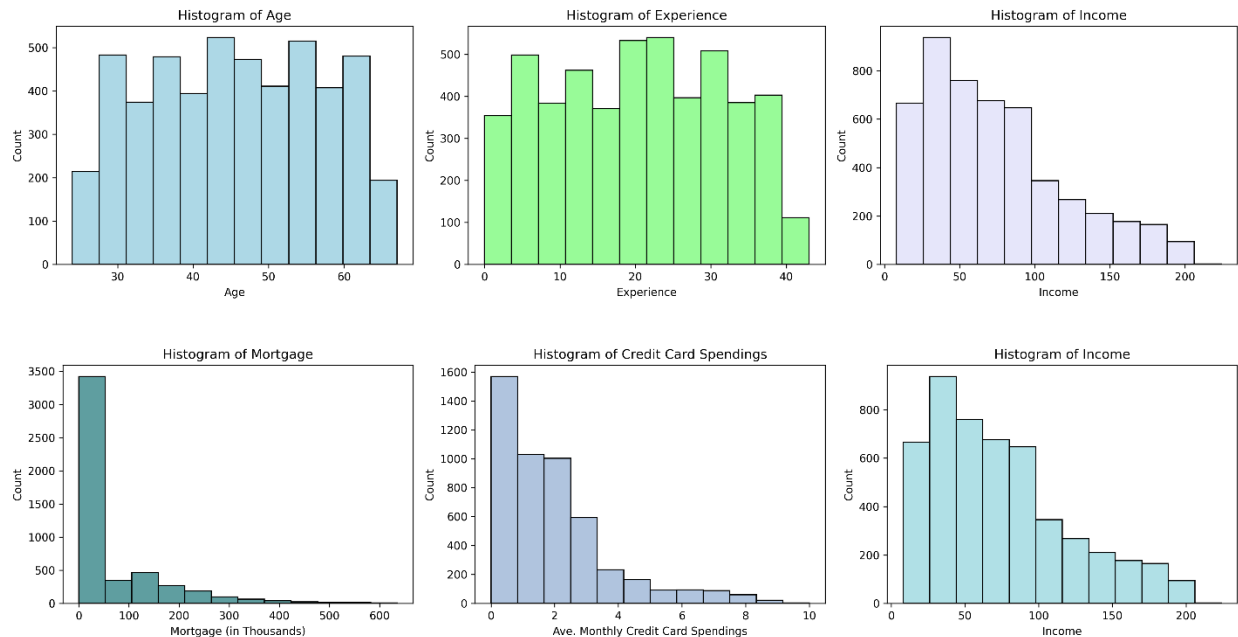 Histogram of Age
500
400
300
200
100
0
Count
30 40 50 60
Age
Histogram of Experience
500
400
300
200
100
0
Count
0 10 20 30 40
Experience
Histogram of Income
800
600
400
200
0
Count
0 50 100 150 200
Income
Histogram of Mortgage
3500
3000
2500
2000
1500
1000
500
0
Count
0 100 200 300 400 500 600
Mortgage (in Thousands)
Histogram of Credit Card Spendings
1600
1400
1200
1000
800
600
400
200
0
Count
0 2 4 6 8 10
Ave. Monthly Credit Card Spendings
Histogram of Income
800
600
400
200
0
Count
0 50 100 150 200
Income